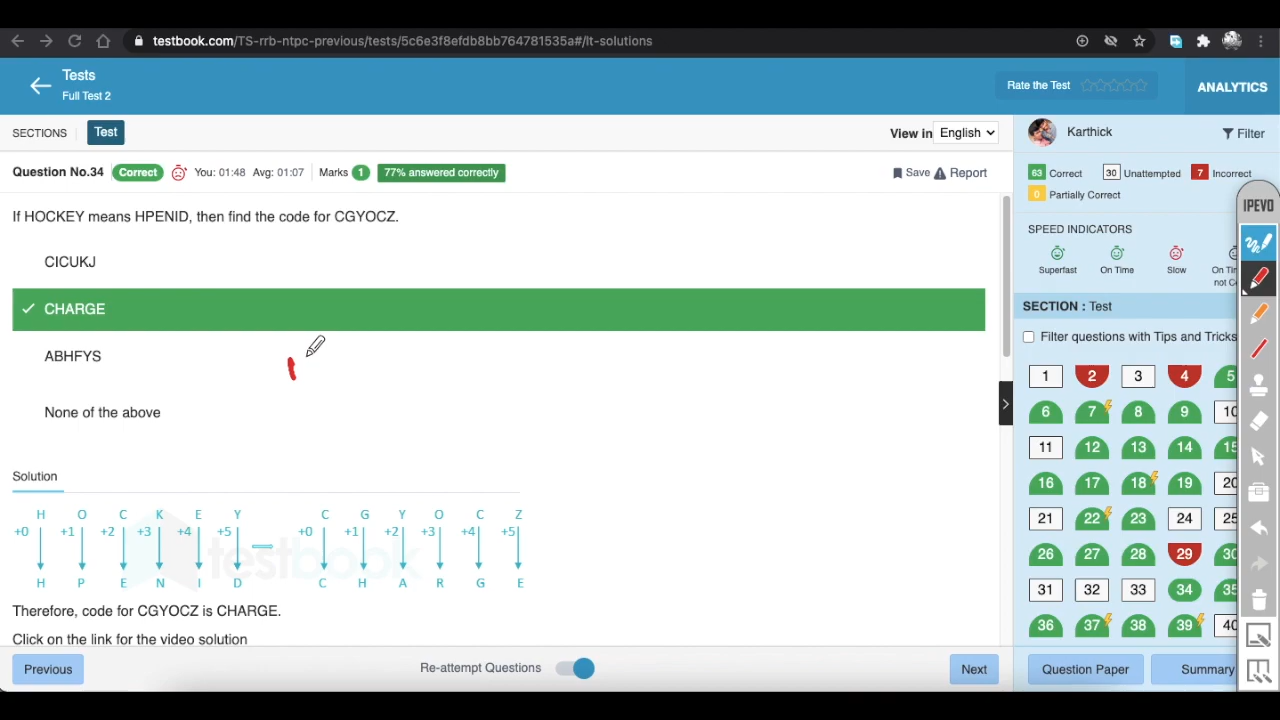 testbook.com/TS-rrb-ntpc-previous/tests/5c6e3f8efdb8bb764781535a#/lt-solutions
Tests
Full Test 2
Rate the Test
ANALYTICS
SECTIONS Test
View in English
Karthick
Filter
Question No.34 Correct You: 01:48 Avg: 01:07 Marks 1 77% answered correctly
Save Report
63 Correct 30 Unattempted 7 Incorrect
0 Partially Correct
IPEVO
If HOCKEY means HPENID, then find the code for CGYOCZ.
CICUKJ
CHARGE
ABHFYS
None of the above
SPEED INDICATORS
Superfast On Time Slow On Tim
not Co
SECTION : Test
Filter questions with Tips and Tricks
1 2 3 4 5
6 7 8 9 10
11 12 13 14 15
16 17 18 19 20
21 22 23 24 25
26 27 28 29 30
31 32 33 34 35
36 37 38 39 40
Solution
H O C K E Y C G Y O C Z
+0 +1 +2 +3 +4 +5 +0 +1 +2 +3 +4 +5
testbook
H P E N I D C H A R G E
Therefore, code for CGYOCZ is CHARGE.
Click on the link for the video solution
Previous
Re-attempt Questions
Next
Question Paper
Summary